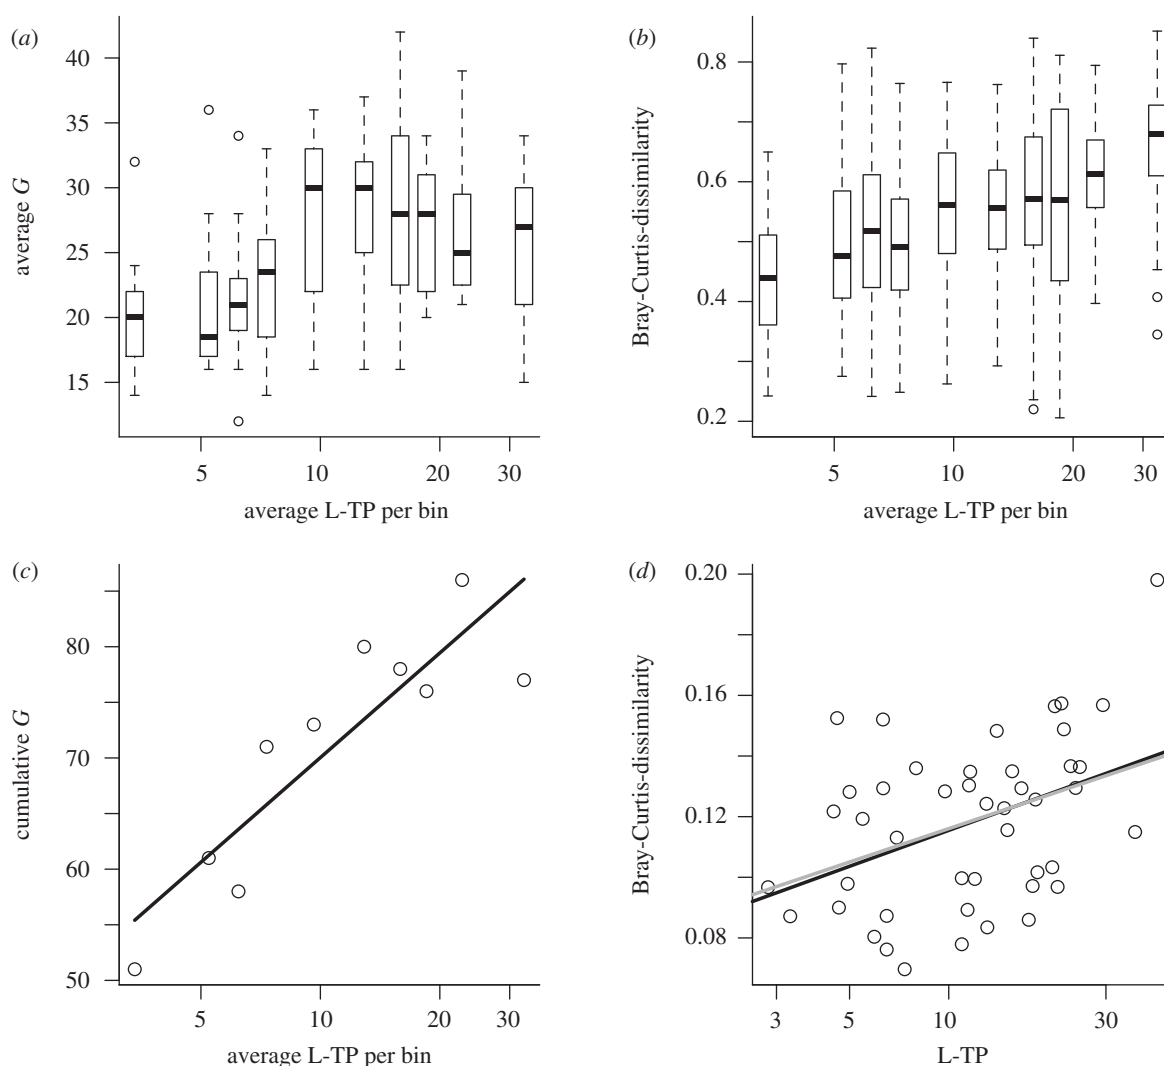 (a)
average G
40
35
30
25
20
15
5 10 20 30
average L-TP per bin
(b)
Bray-Curtis-dissimilarity
0.8
0.6
0.4
0.2
5 10 20 30
average L-TP per bin
(c)
cumulative G
80
70
60
50
5 10 20 30
average L-TP per bin
(d)
Bray-Curtis-dissimilarity
0.20
0.16
0.12
0.08
3 5 10 30
L-TP